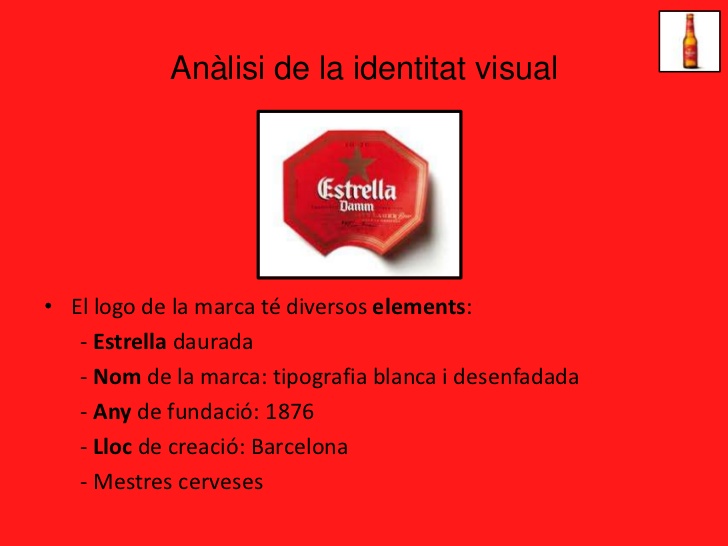 Anàlisi de la identitat visual
Estrella
Damm
• El logo de la marca té diversos elements:
- Estrella daurada
- Nom de la marca: tipografia blanca i desenfadada
- Any de fundació: 1876
- Lloc de creació: Barcelona
- Mestres cerveses